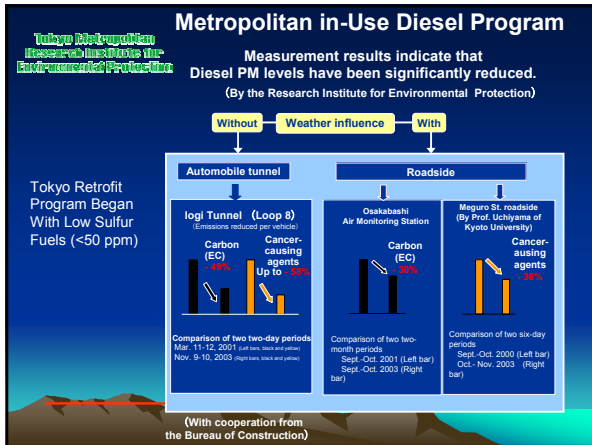 Metropolitan in-Use Diesel Program
Tokyo Metropolitan
Research Institute for
Environmental Protection
Measurement results indicate that
Diesel PM levels have been significantly reduced.
(By the Research Institute for Environmental Protection)
Without
Weather influence
With
Automobile tunnel
Roadside
Tokyo Retrofit
Program Began
With Low Sulfur
Fuels (<50 ppm)
Iogi Tunnel (Loop 8)
(Emissions reduced per vehicle)
Carbon
(EC)
- 49%
Cancer-
causing
agents
Up to - 58%
Comparison of two two-day periods
Mar. 11-12, 2001 (Left bars, black and yellow)
Nov. 9-10, 2003 (Right bars, black and yellow)
Osakabashi
Air Monitoring Station
Carbon
(EC)
- 30%
Comparison of two two-
month periods
Sept.-Oct. 2001 (Left bar)
Sept.-Oct. 2003 (Right
bar)
Meguro St. roadside
(By Prof. Uchiyama of
Kyoto University)
Cancer-
ausing
agents
- 36%
Comparison of two six-day
periods
Sept.-Oct. 2000 (Left bar)
Oct.- Nov. 2003 (Right
bar)
(With cooperation from
the Bureau of Construction)